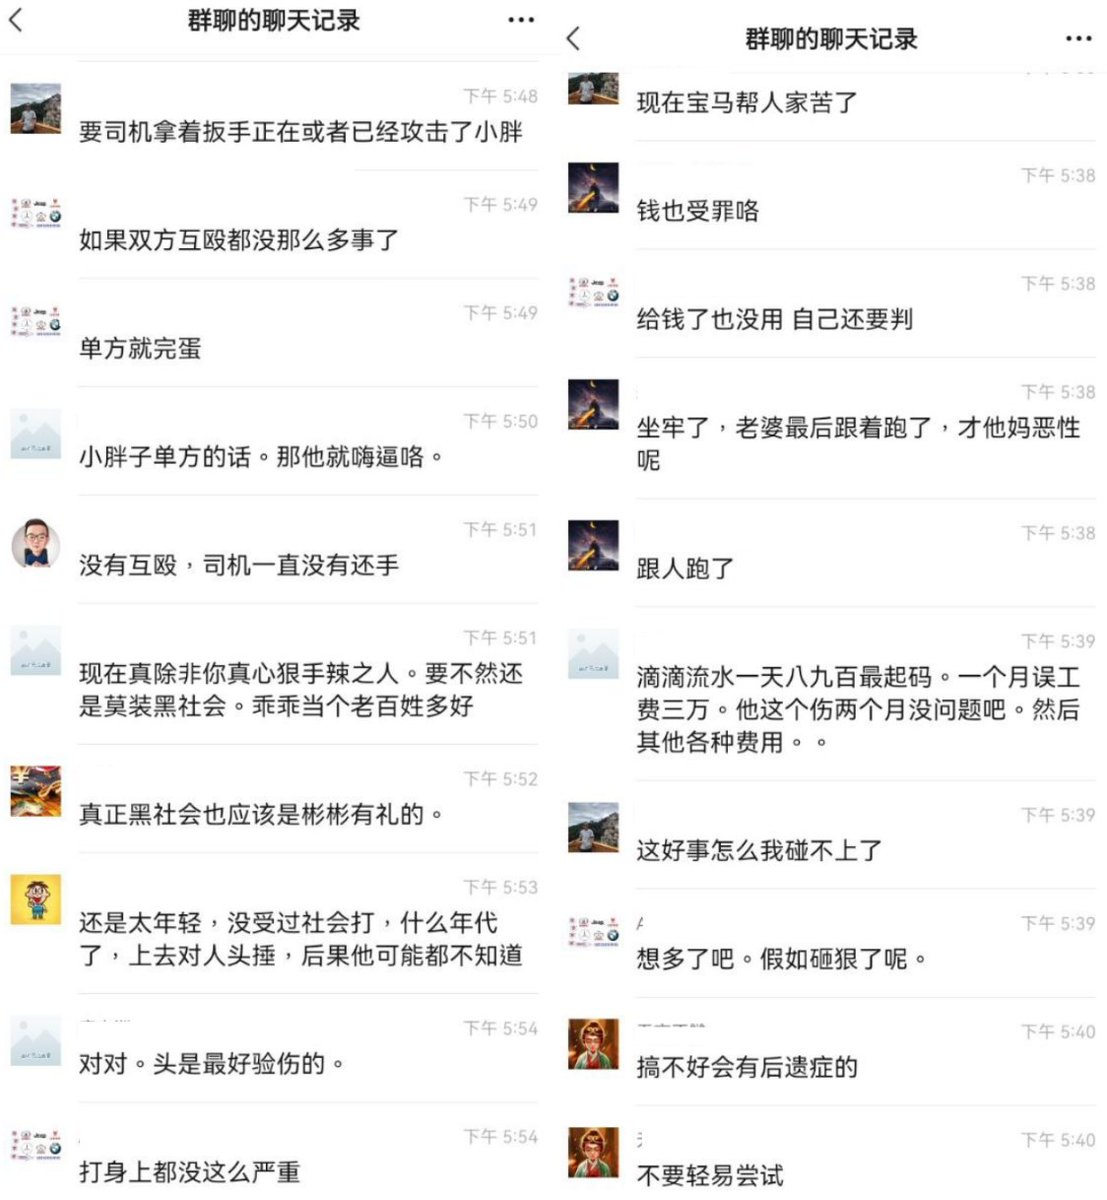 群聊的聊天记录
下午 5:48
要司机拿着扳手正在或者已经攻击了小胖
下午 5:49
如果双方互殴都没那么多事了
下午 5:49
单方就完蛋
下午 5:50
小胖子单方的话。那他就嗨逼咯。
下午 5:51
没有互殴，司机一直没有还手
下午 5:51
现在真除非你真心狠手辣之人。要不然还
是莫装黑社会。乖乖当个老百姓多好
下午 5:52
真正黑社会也应该是彬彬有礼的。
下午 5:53
还是太年轻，没受过社会打，什么年代
了，上去对人头捶，后果他可能都不知道
下午 5:54
对对。头是最好验伤的。
下午 5:54
打身上都没这么严重
群聊的聊天记录
现在宝马帮人家苦了
下午 5:38
钱也受罪咯
下午 5:38
给钱了也没用 自己还要判
下午 5:38
坐牢了，老婆最后跟着跑了，才他妈恶性
呢
下午 5:38
跟人跑了
下午 5:39
滴滴流水一天八九百最起码。一个月误工
费三万。他这个伤两个月没问题吧。然后
其他各种费用。。
下午 5:39
这好事怎么我碰不上了
下午 5:39
想多了吧。假如砸狠了呢。
下午 5:40
搞不好会有后遗症的
下午 5:40
不要轻易尝试